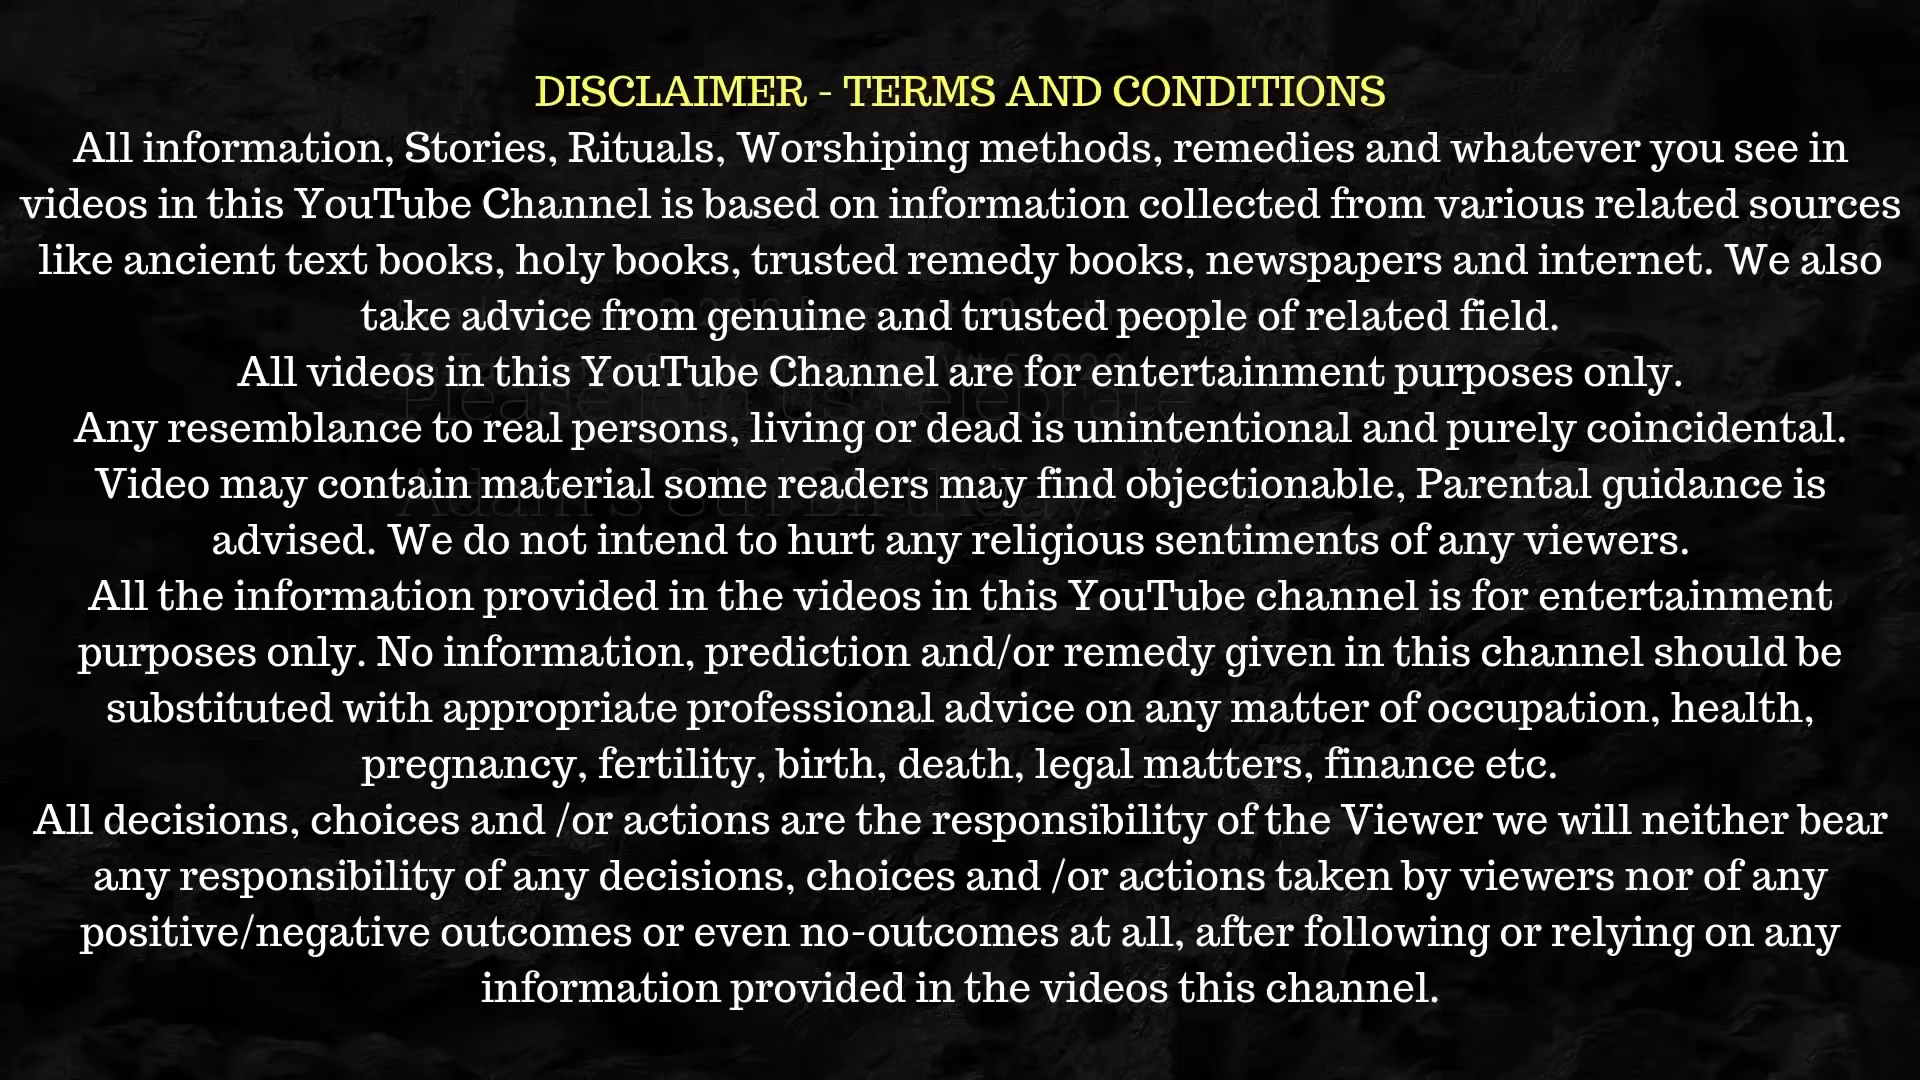 DISCLAIMER - TERMS AND CONDITIONS
All information, Stories, Rituals, Worshiping methods, remedies and whatever you see in
videos in this YouTube Channel is based on information collected from various related sources
like ancient text books, holy books, trusted remedy books, newspapers and internet. We also
take advice from genuine and trusted people of related field.
All videos in this YouTube Channel are for entertainment purposes only.
Please join us celebrate
Any resemblance to real persons, living or dead is unintentional and purely coincidental.
Video may contain material some readers may find objectionable, Parental guidance is
Adam's 8th Birthday!
advised. We do not intend to hurt any religious sentiments of any viewers.
All the information provided in the videos in this YouTube channel is for entertainment
purposes only. No information, prediction and/or remedy given in this channel should be
substituted with appropriate professional advice on any matter of occupation, health,
pregnancy, fertility, birth, death, legal matters, finance etc.
All decisions, choices and /or actions are the responsibility of the Viewer we will neither bear
any responsibility of any decisions, choices and /or actions taken by viewers nor of any
positive/negative outcomes or even no-outcomes at all, after following or relying on any
information provided in the videos this channel.